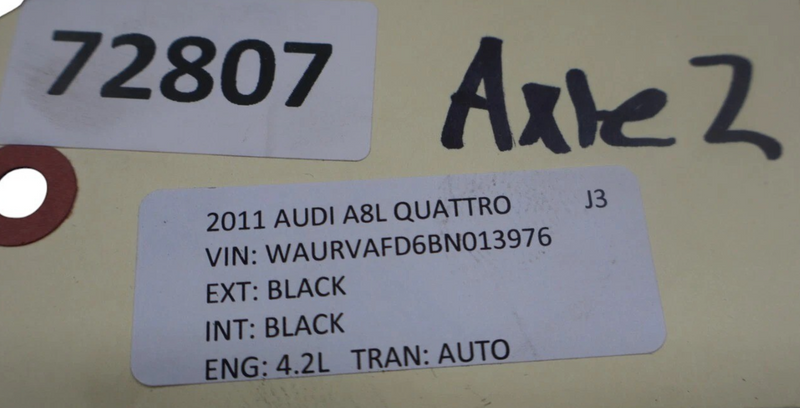 72807
Axle 2
2011 AUDI A8L QUATTRO J3
VIN: WAURVAFD6BN013976
EXT: BLACK
INT: BLACK
ENG: 4.2L TRAN: AUTO